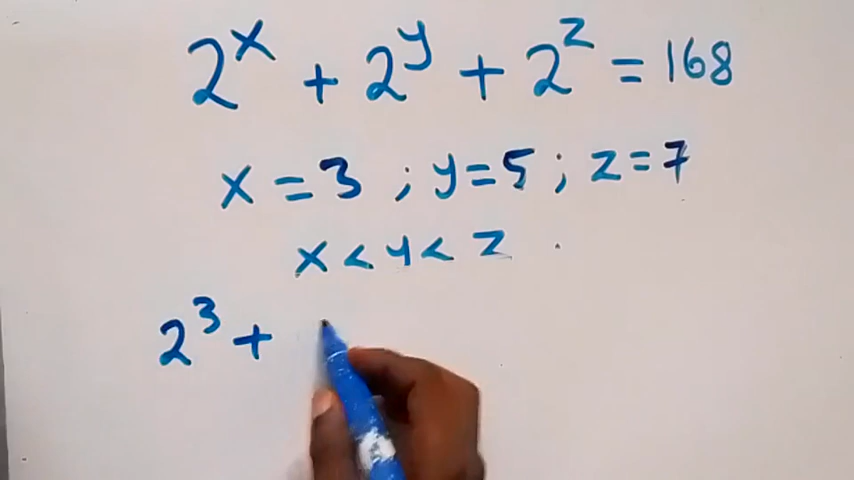 2^x + 2^y + 2^z = 168
x = 3 ; y = 5 ; z = 7
x < y < z
2^3 +